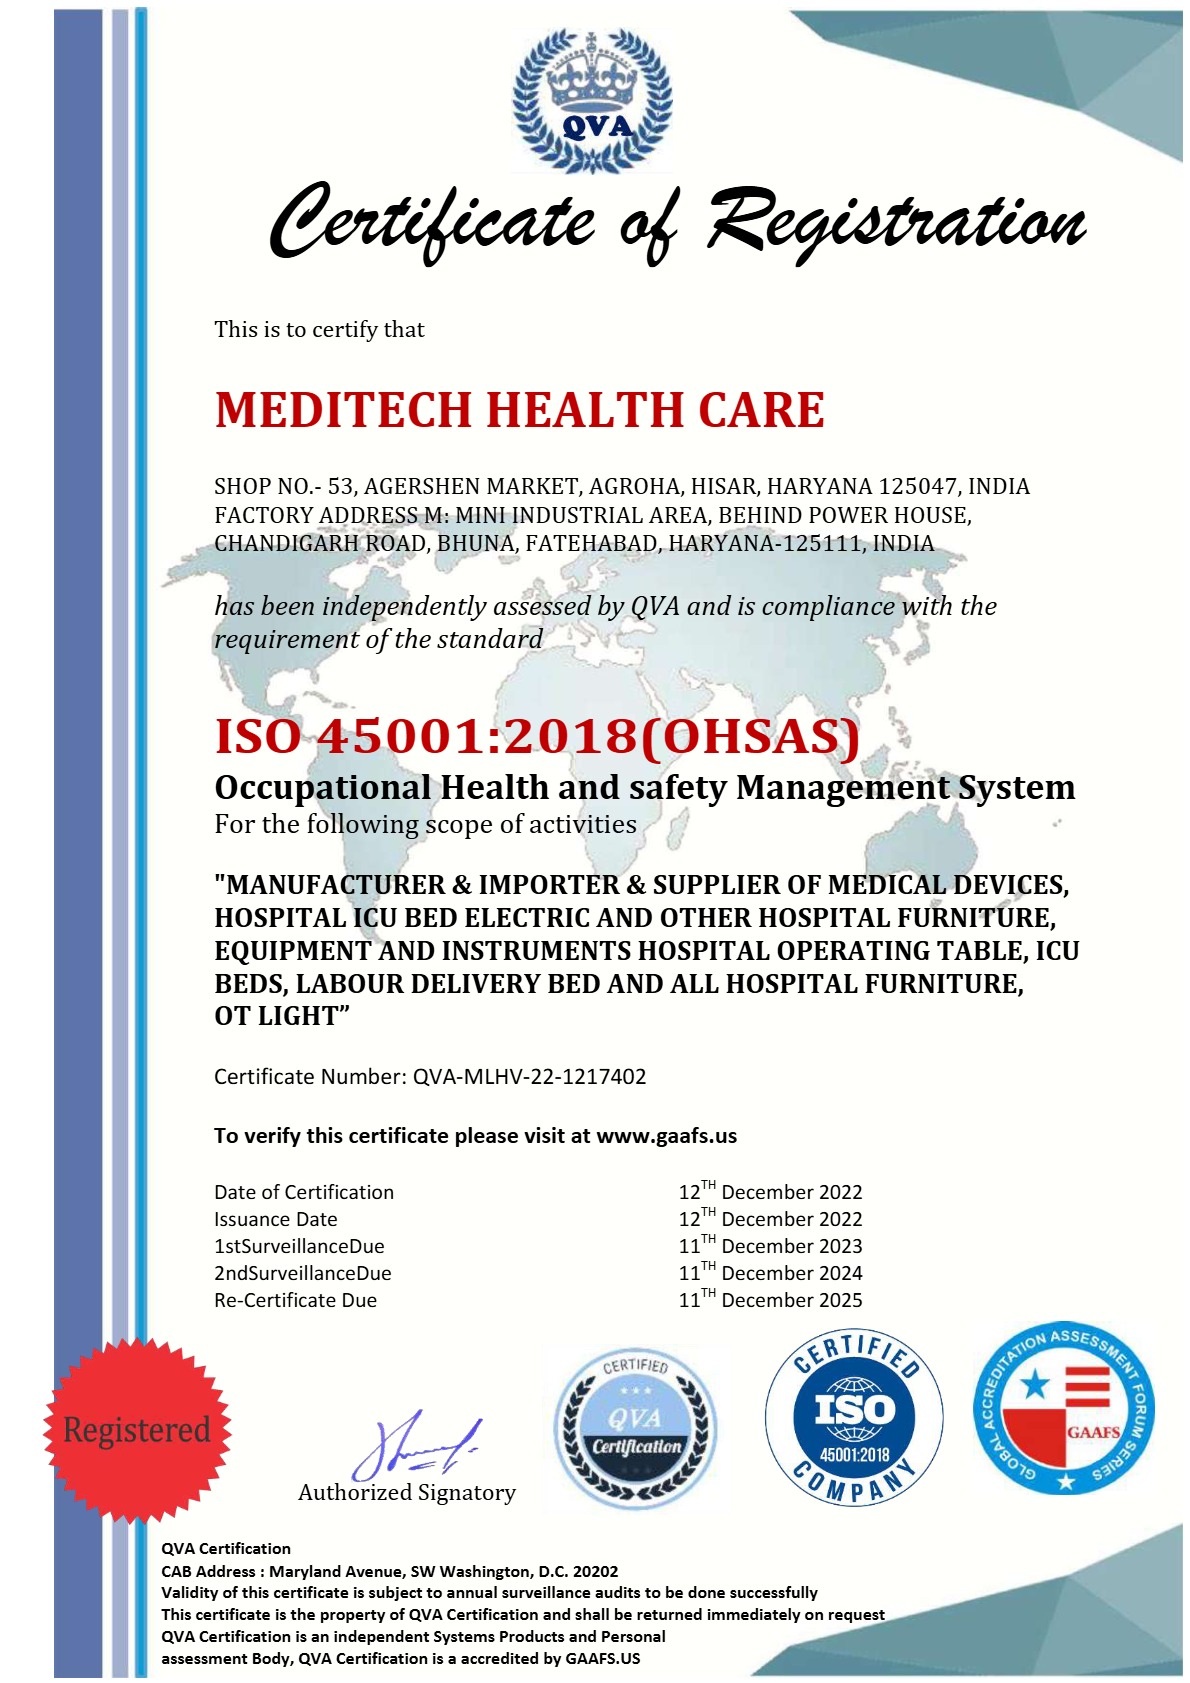 QVA
Certificate of Registration
This is to certify that
MEDITECH HEALTH CARE
SHOP NO.- 53, AGERSHEN MARKET, AGROHA, HISAR, HARYANA 125047, INDIA
FACTORY ADDRESS M: MINI INDUSTRIAL AREA, BEHIND POWER HOUSE,
CHANDIGARH ROAD, BHUNA, FATEHABAD, HARYANA-125111, INDIA
has been independently assessed by QVA and is compliance with the
requirement of the standard
ISO 45001:2018(OHSAS)
Occupational Health and safety Management System
For the following scope of activities
"MANUFACTURER & IMPORTER & SUPPLIER OF MEDICAL DEVICES,
HOSPITAL ICU BED ELECTRIC AND OTHER HOSPITAL FURNITURE,
EQUIPMENT AND INSTRUMENTS HOSPITAL OPERATING TABLE, ICU
BEDS, LABOUR DELIVERY BED AND ALL HOSPITAL FURNITURE,
OT LIGHT”
Certificate Number: QVA-MLHV-22-1217402
To verify this certificate please visit at www.gaafs.us
Date of Certification 12TH December 2022
Issuance Date 12TH December 2022
1stSurveillanceDue 11TH December 2023
2ndSurveillanceDue 11TH December 2024
Re-Certificate Due 11TH December 2025
Registered
Authorized Signatory
CERTIFIED
QVA
Certification
CERTIFIED
ISO
45001:2018
COMPANY
GLOBAL ACCREDITATION ASSESSMENT FORUM SERIES
GAAFS
QVA Certification
CAB Address : Maryland Avenue, SW Washington, D.C. 20202
Validity of this certificate is subject to annual surveillance audits to be done successfully
This certificate is the property of QVA Certification and shall be returned immediately on request
QVA Certification is an independent Systems Products and Personal
assessment Body, QVA Certification is a accredited by GAAFS.US